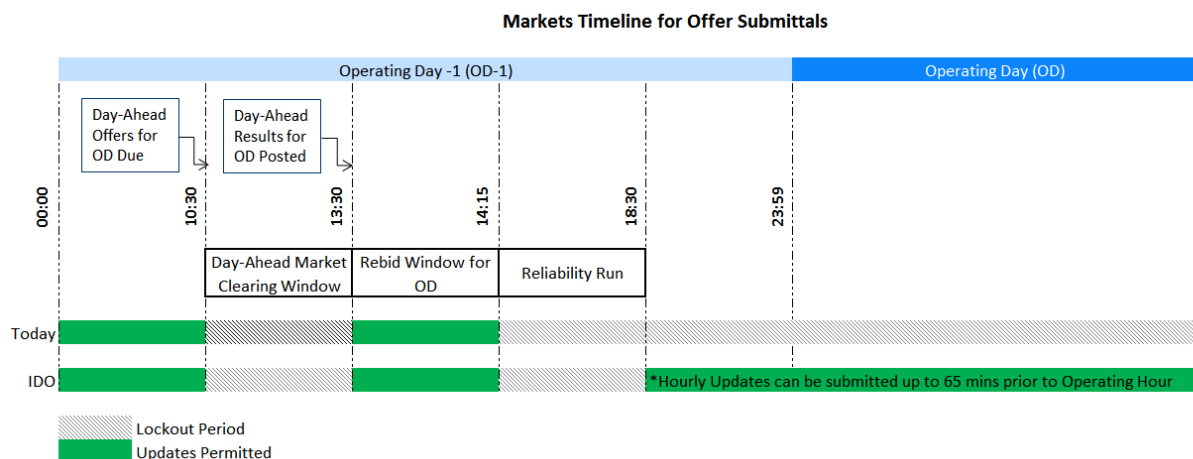 Markets Timeline for Offer Submittals
Operating Day -1 (OD-1)
Operating Day (OD)
Day-Ahead
Offers for
OD Due
Day-Ahead
Results for
OD Posted
00:00
10:30
13:30
14:15
18:30
23:59
Day-Ahead Market
Clearing Window
Rebid Window for
OD
Reliability Run
Today
IDO
*Hourly Updates can be submitted up to 65 mins prior to Operating Hour
Lockout Period
Updates Permitted